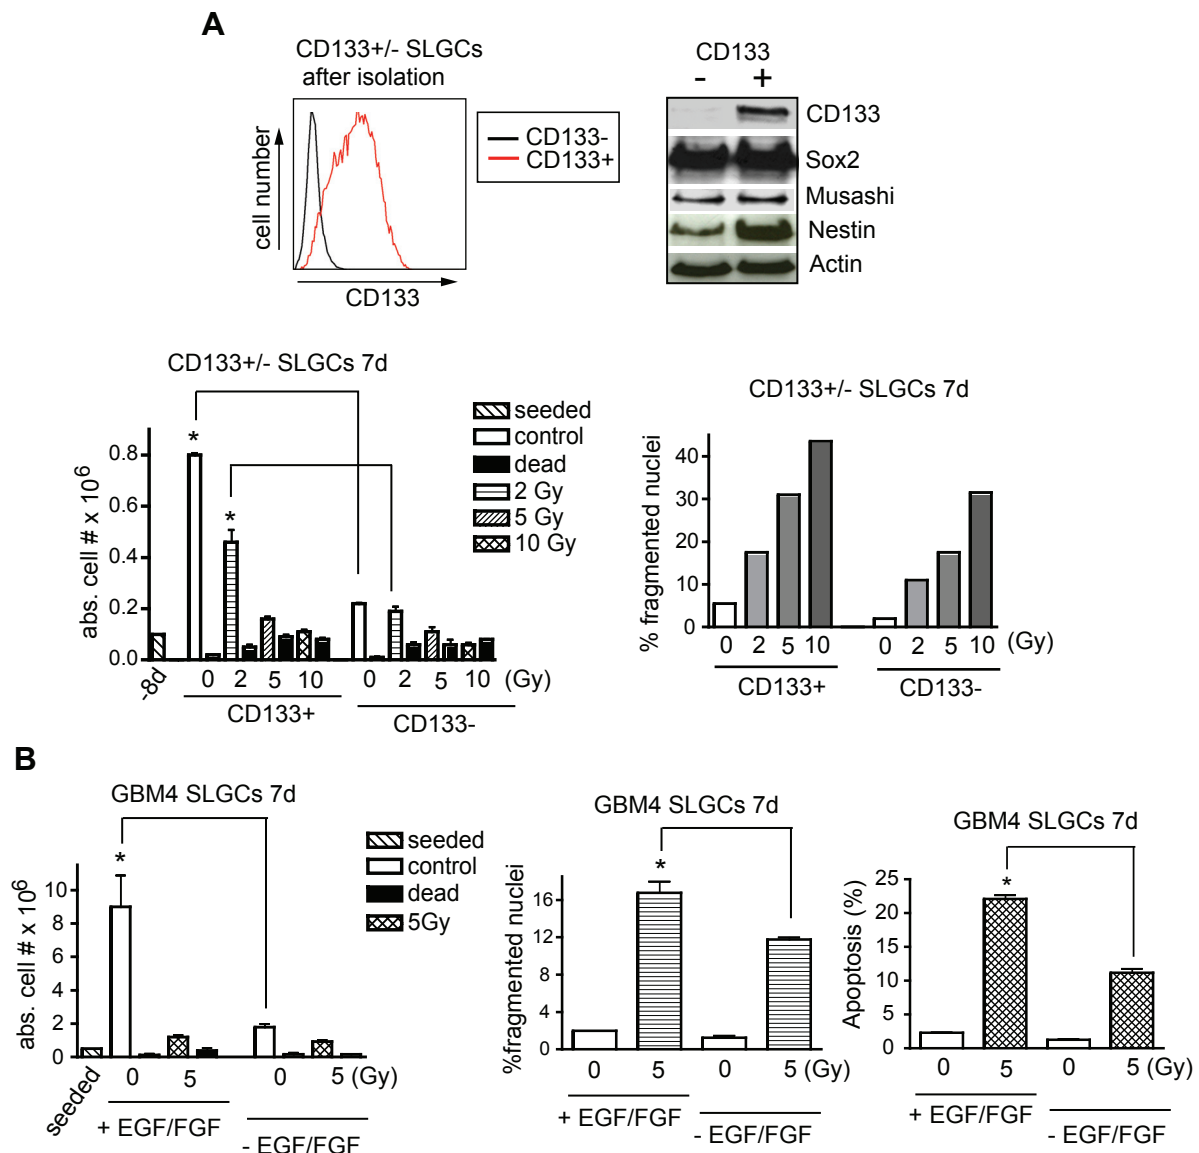 A
CD133+/- SLGCs
after isolation
cell number
CD133
CD133-
CD133+
CD133
- +
CD133
Sox2
Musashi
Nestin
Actin
CD133+/- SLGCs 7d
abs. cell # x 10⁶
0.8
0.6
0.4
0.2
0.0
* *
seeded
control
dead
2 Gy
5 Gy
10 Gy
-8d 0 2 5 10 0 2 5 10 (Gy)
CD133+ CD133-
CD133+/- SLGCs 7d
% fragmented nuclei
40
30
20
10
0
0 2 5 10 0 2 5 10 (Gy)
CD133+ CD133-
B
GBM4 SLGCs 7d
abs. cell # x 10⁶
10
8
6
4
2
0
*
seeded
control
dead
5Gy
seeded 0 5 0 5 (Gy)
+ EGF/FGF - EGF/FGF
GBM4 SLGCs 7d
%fragmented nuclei
16
12
8
4
0
*
0 5 0 5 (Gy)
+ EGF/FGF - EGF/FGF
GBM4 SLGCs 7d
Apoptosis (%)
25
20
15
10
5
0
*
0 5 0 5 (Gy)
+ EGF/FGF - EGF/FGF